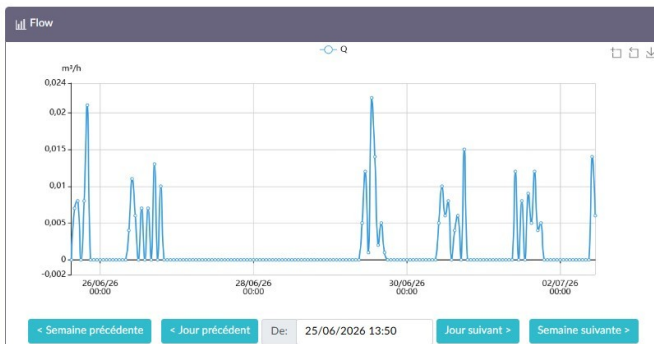 Flow
Q
m³/h
0,024
0,02
0,015
0,01
0,005
0
-0,002
26/06/26 28/06/26 30/06/26 02/07/26
00:00 00:00 00:00 00:00
< Semaine précédente < Jour précédent De: 25/06/2026 13:50 Jour suivant > Semaine suivante >